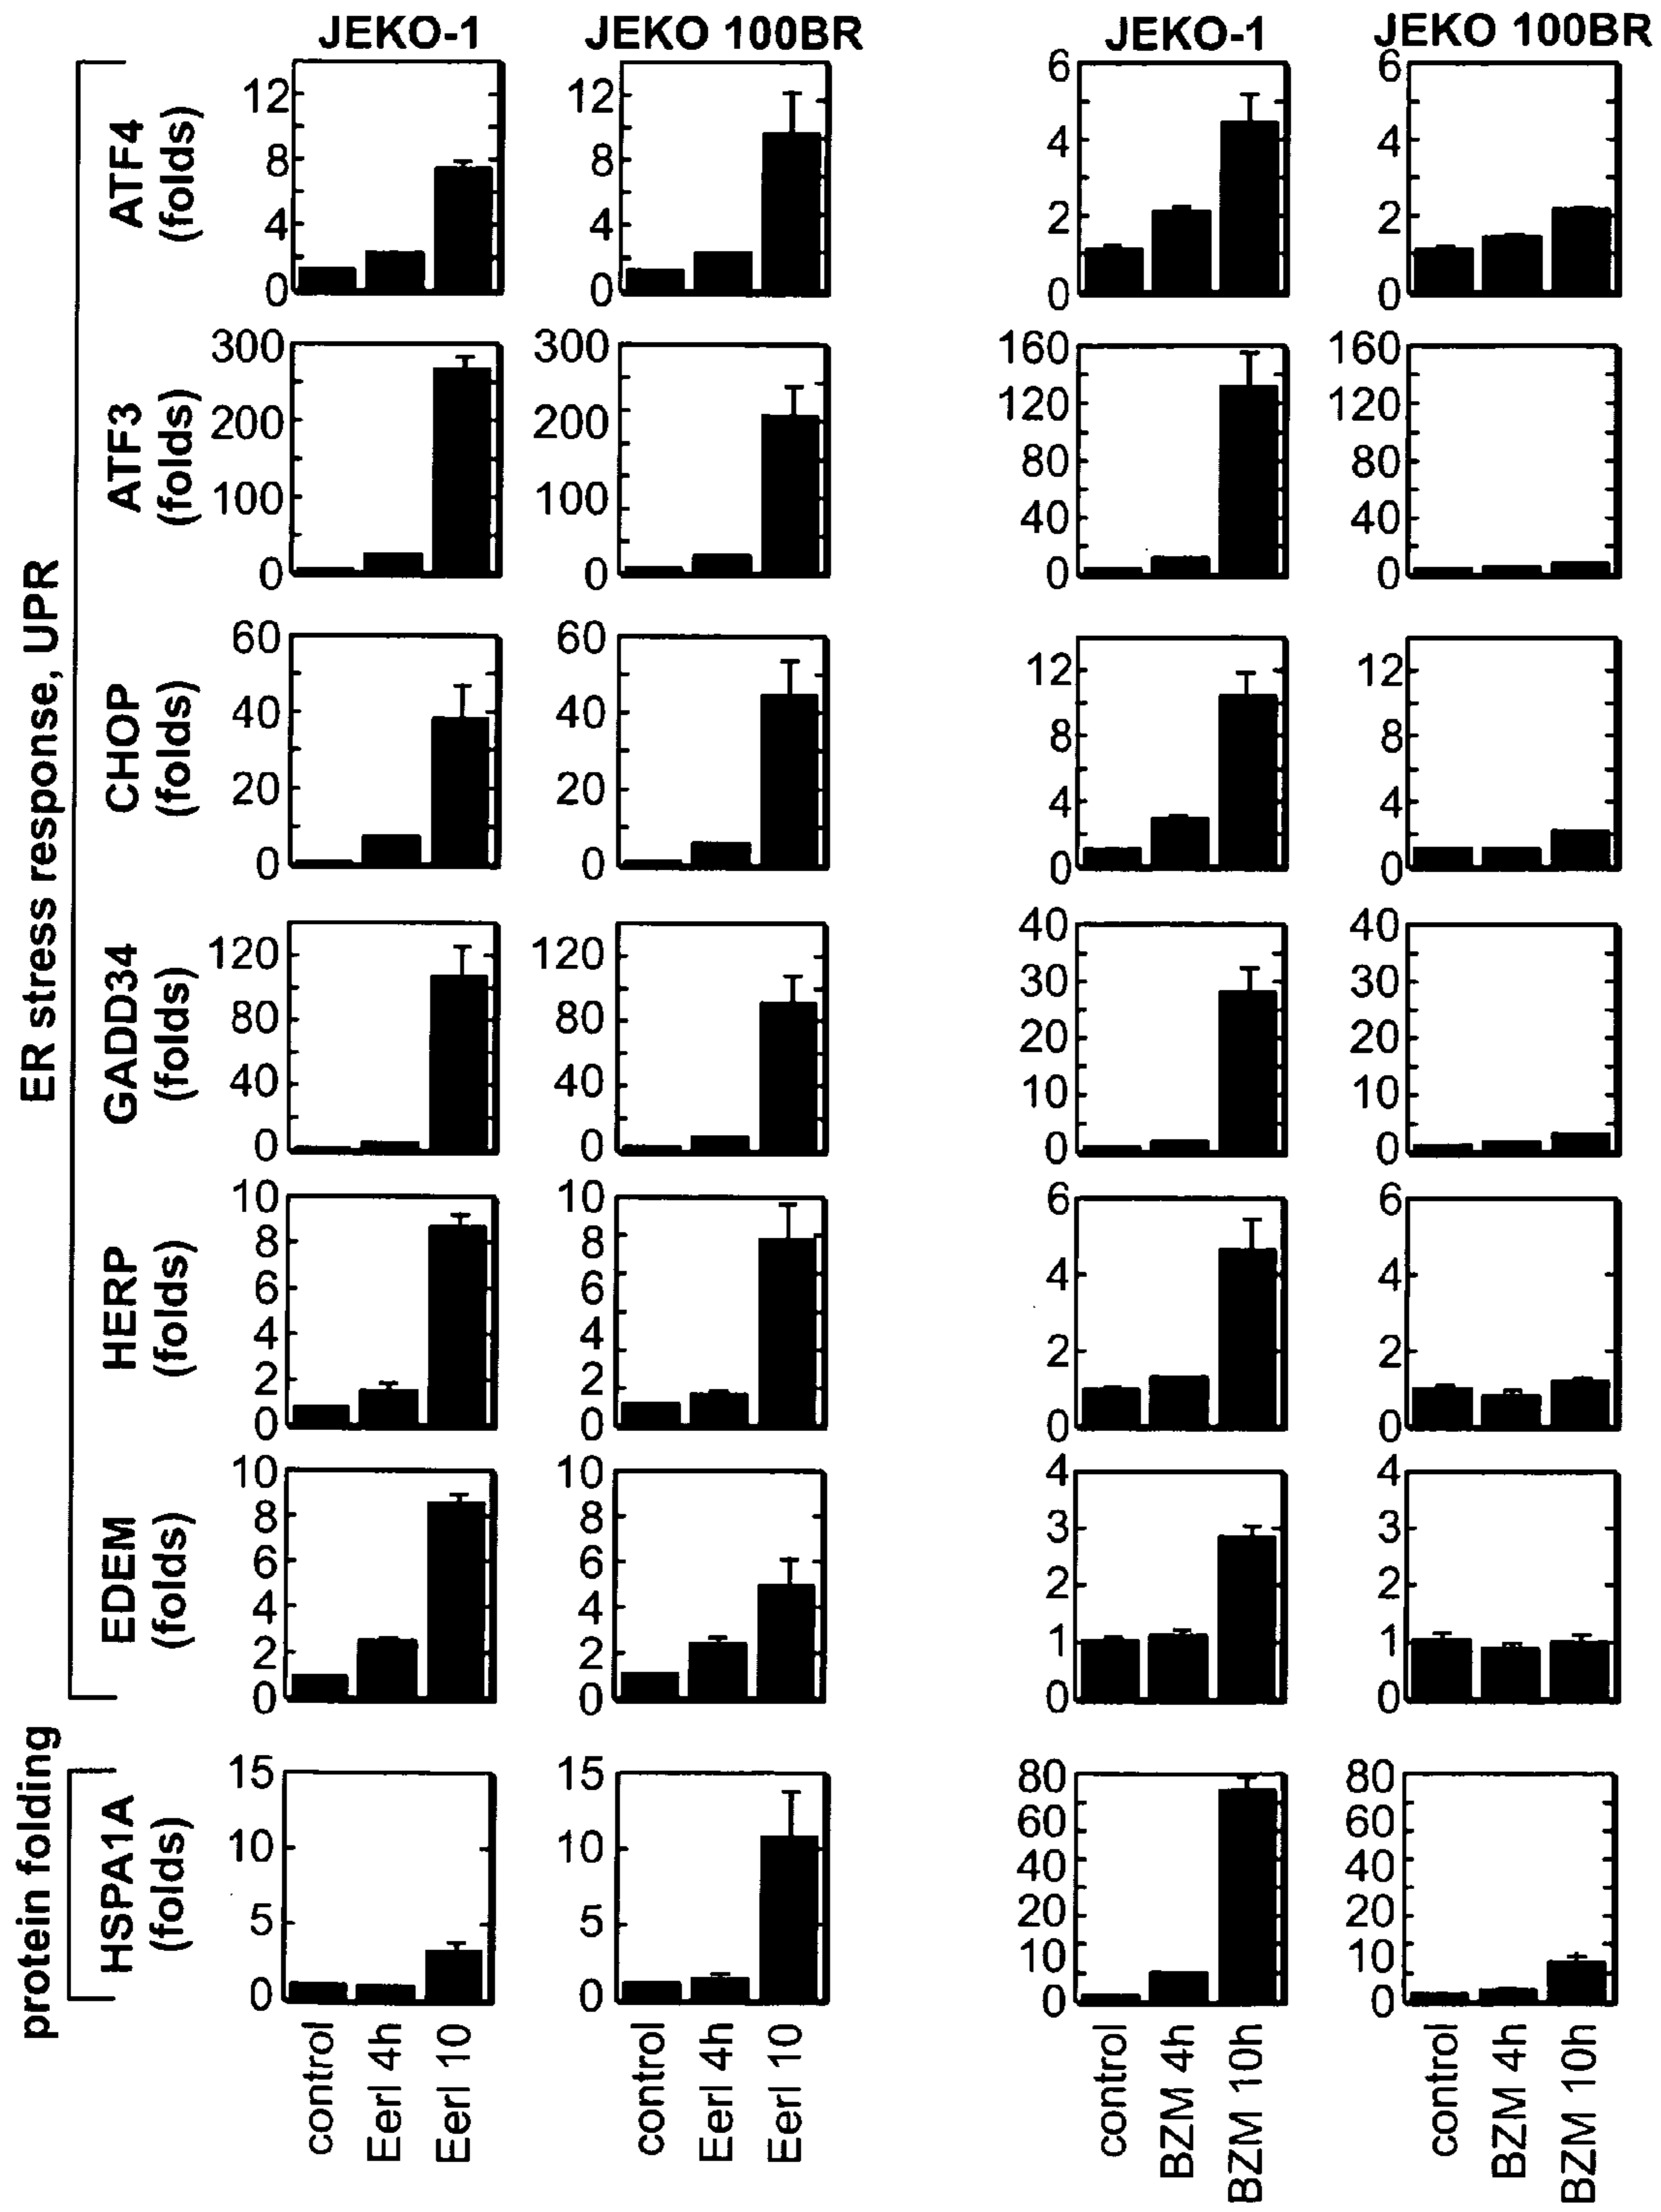 JEKO-1 JEKO 100BR JEKO-1 JEKO 100BR
ER stress response, UPR
ATF4
(folds)
12 8 4 0
12 8 4 0
6 4 2 0
6 4 2 0
ATF3
(folds)
300 200 100 0
300 200 100 0
160 120 80 40 0
160 120 80 40 0
CHOP
(folds)
60 40 20 0
60 40 20 0
12 8 4 0
12 8 4 0
GADD34
(folds)
120 80 40 0
120 80 40 0
40 30 20 10 0
40 30 20 10 0
HERP
(folds)
10 8 6 4 2 0
10 8 6 4 2 0
6 4 2 0
6 4 2 0
EDEM
(folds)
10 8 6 4 2 0
10 8 6 4 2 0
4 3 2 1 0
4 3 2 1 0
protein folding
HSPA1A
(folds)
15 10 5 0
15 10 5 0
80 60 40 20 10 0
80 60 40 20 10 0
control
EerI 4h
EerI 10
control
EerI 4h
EerI 10
control
BZM 4h
BZM 10h
control
BZM 4h
BZM 10h